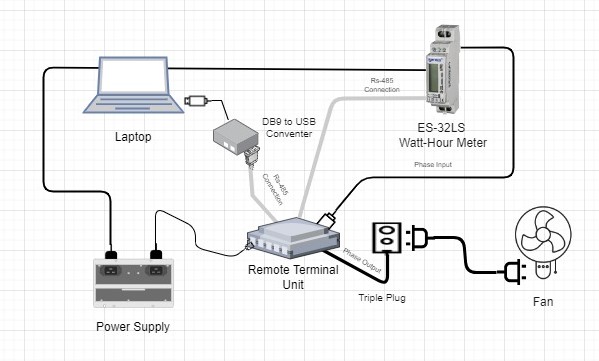 Rs-485
Connection
Laptop
DB9 to USB
Conventer
ES-32LS
Watt-Hour Meter
Phase Input
Rs-485
Connection
Phase Output
Remote Terminal
Unit
Triple Plug
Fan
Power Supply